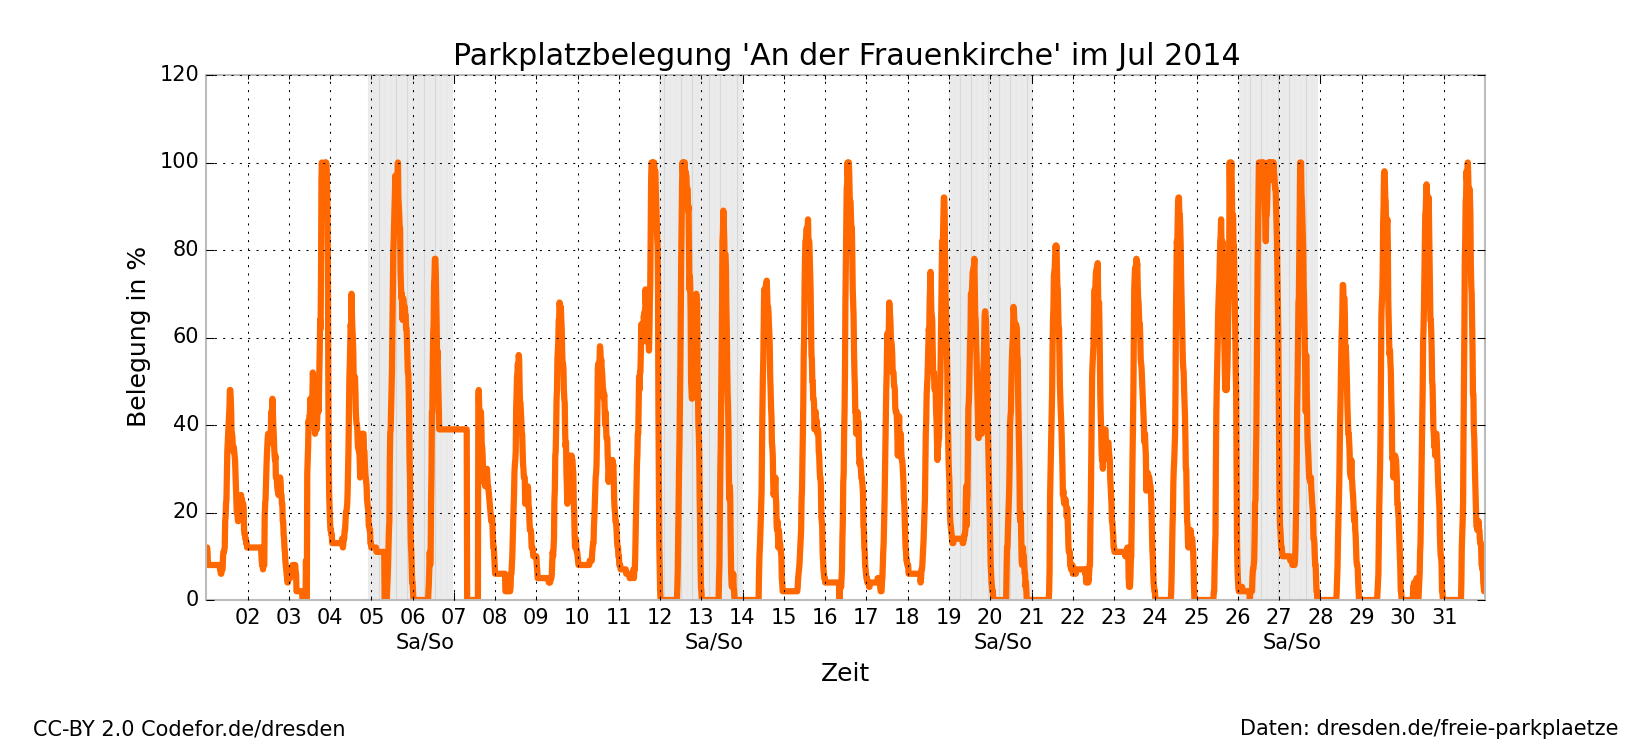 Parkplatzbelegung 'An der Frauenkirche' im Jul 2014
120
100
80
60
40
20
0
Belegung in %
02 03 04 05 06 07 08 09 10 11 12 13 14 15 16 17 18 19 20 21 22 23 24 25 26 27 28 29 30 31
Sa/So Sa/So Sa/So Sa/So
Zeit
CC-BY 2.0 Codefor.de/dresden
Daten: dresden.de/freie-parkplaetze